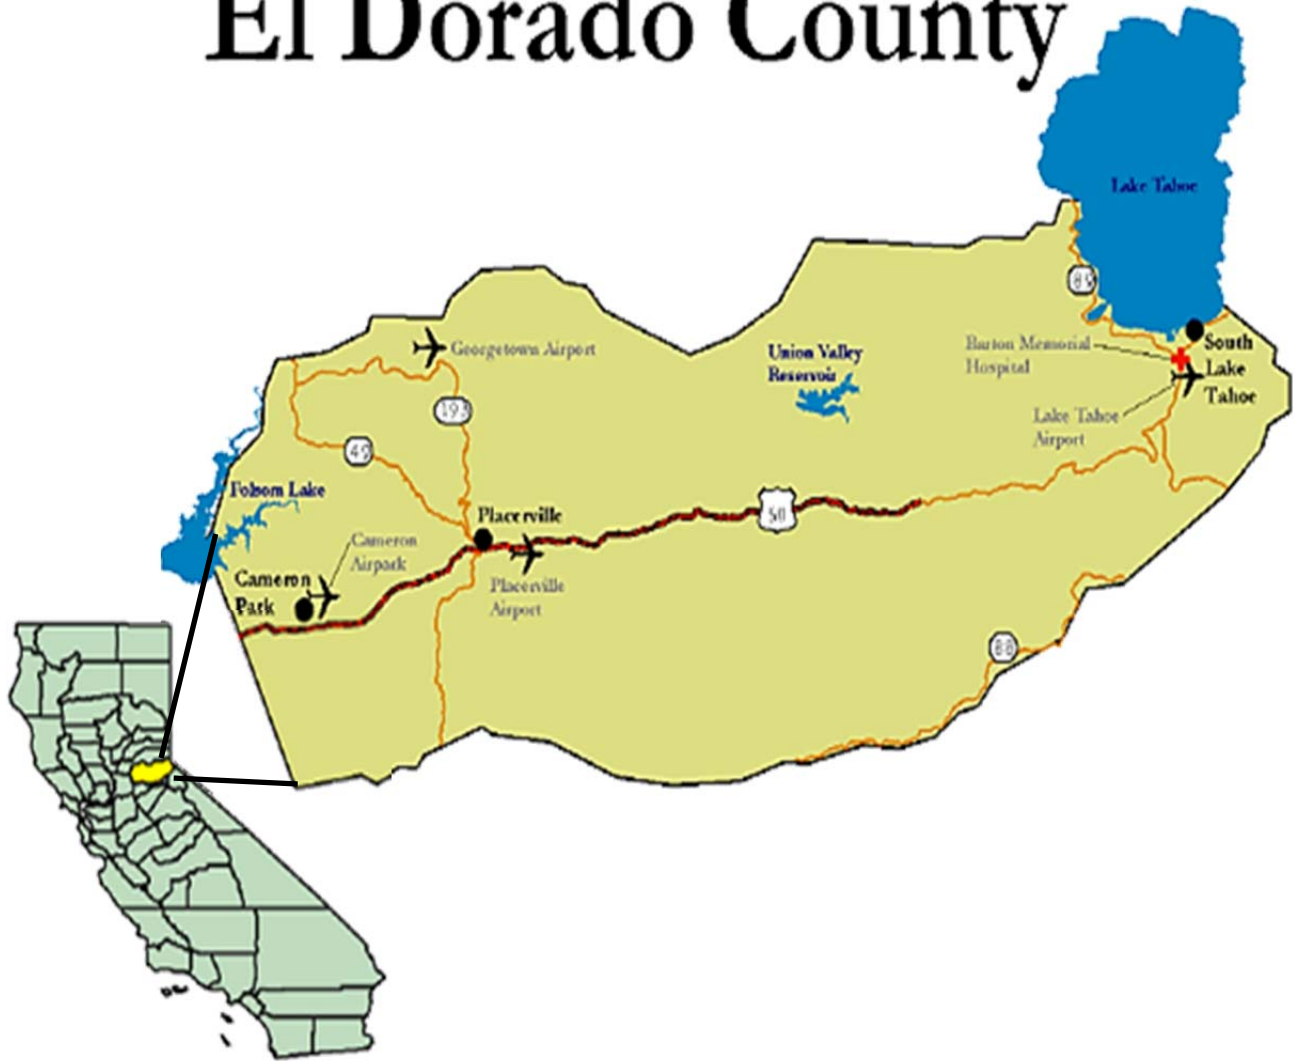 El Dorado County
Lake Tahoe
89
Georgetown Airport
Barton Memorial
Hospital
South
Lake
Tahoe
Union Valley
Reservoir
193
Lake Tahoe
Airport
49
Folsom Lake
Placerville
50
Cameron
Airpark
Cameron
Park
Placerville
Airport
88